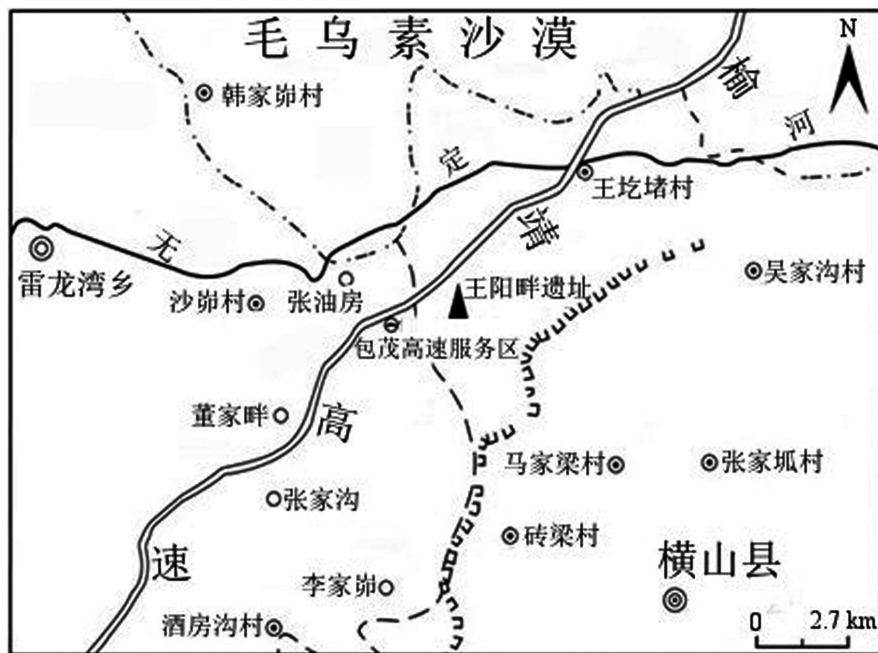 毛乌素沙漠
N
韩家峁村
榆
河
定
王圪堵村
无
靖
雷龙湾乡
沙峁村
张油房
王阳畔遗址
吴家沟村
包茂高速服务区
董家畔
高
马家梁村
张家坬村
张家沟
砖梁村
速
李家峁
横山县
酒房沟村
0
2.7 km